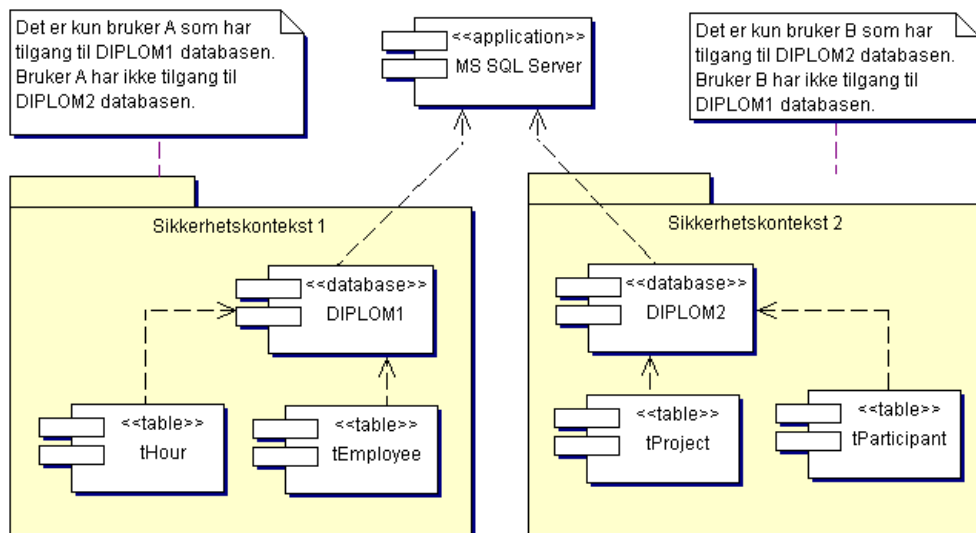 Det er kun bruker A som har
tilgang til DIPLOM1 databasen.
Bruker A har ikke tilgang til
DIPLOM2 databasen.
<<application>>
MS SQL Server
Det er kun bruker B som har
tilgang til DIPLOM2 databasen.
Bruker B har ikke tilgang til
DIPLOM1 databasen.
Sikkerhetskontekst 1
<<database>>
DIPLOM1
<<table>>
tHour
<<table>>
tEmployee
Sikkerhetskontekst 2
<<database>>
DIPLOM2
<<table>>
tProject
<<table>>
tParticipant